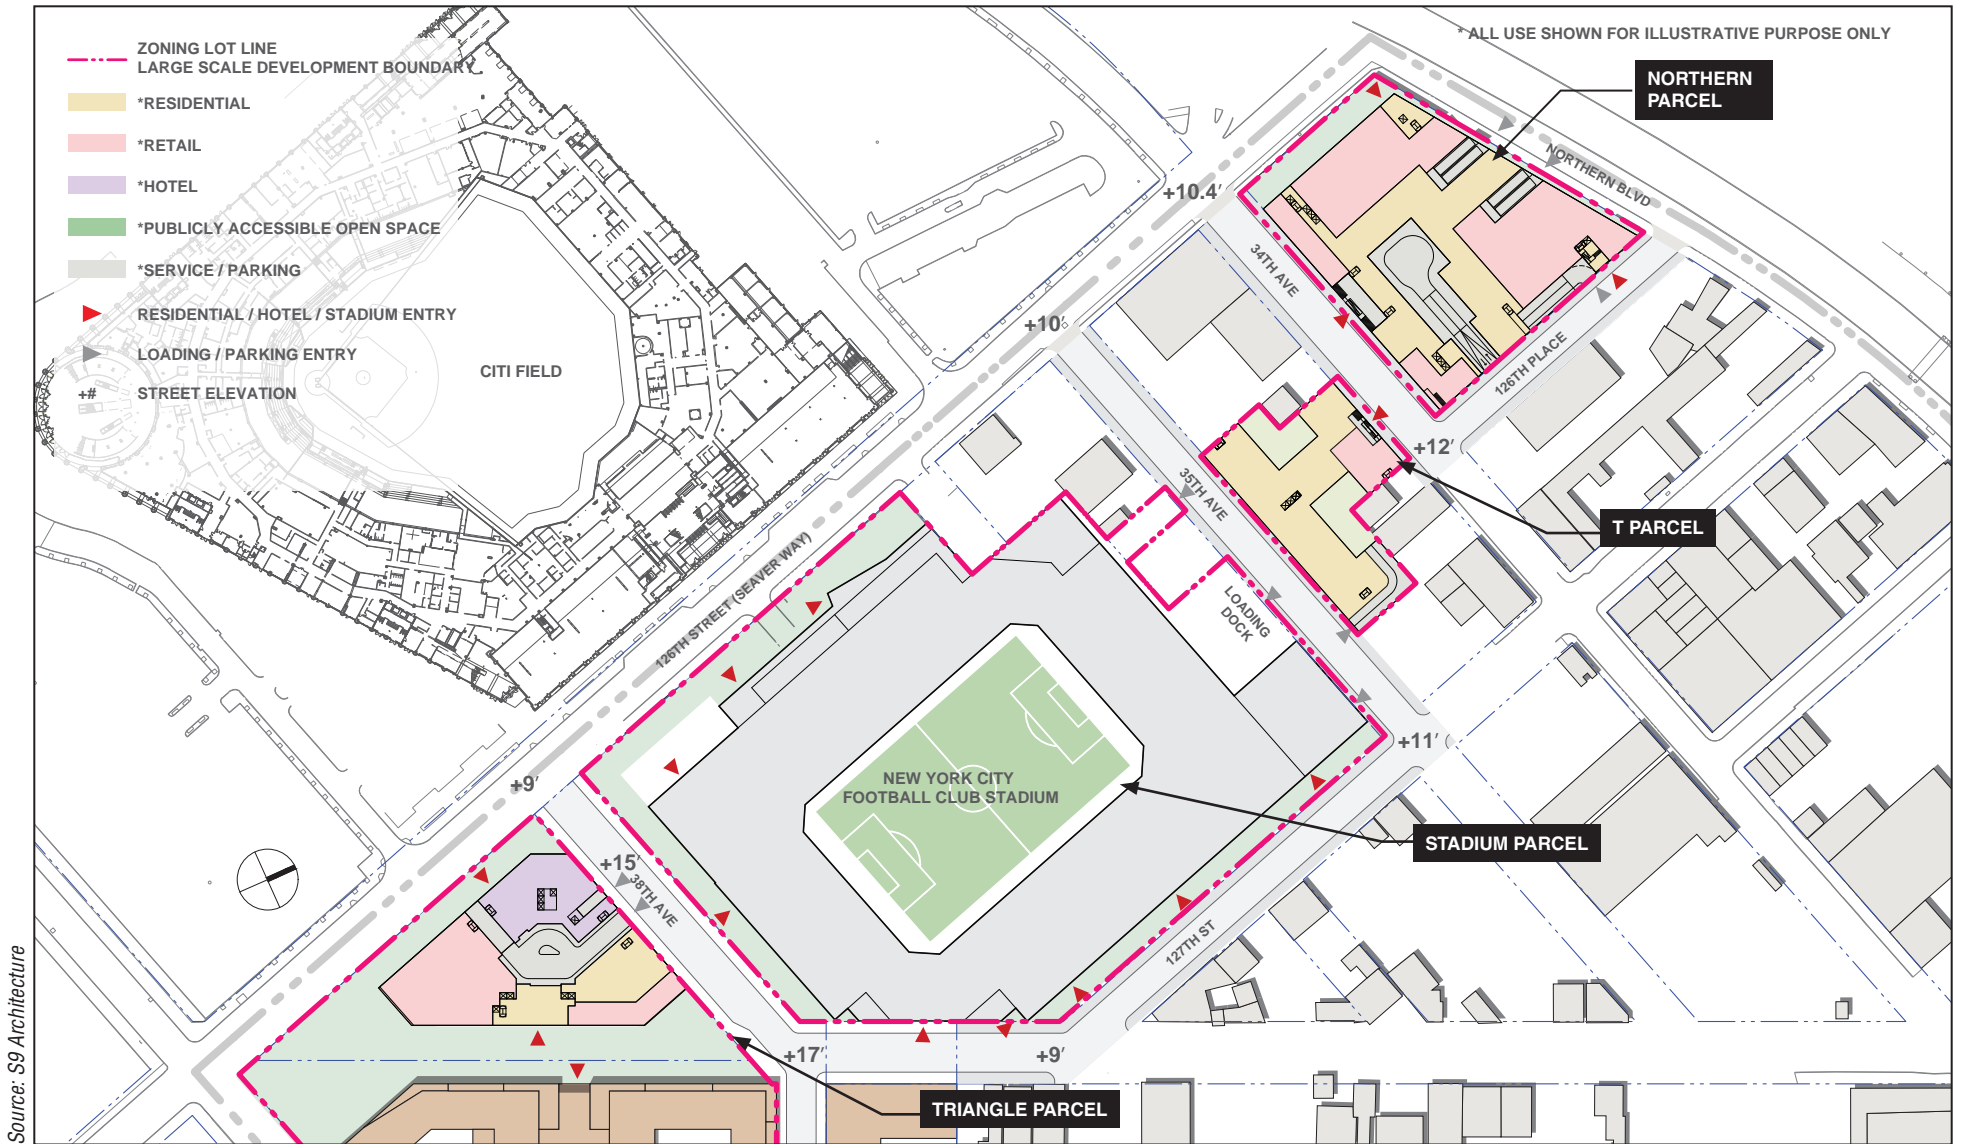 ZONING LOT LINE
LARGE SCALE DEVELOPMENT BOUNDARY
*RESIDENTIAL
*RETAIL
*HOTEL
*PUBLICLY ACCESSIBLE OPEN SPACE
*SERVICE / PARKING
RESIDENTIAL / HOTEL / STADIUM ENTRY
LOADING / PARKING ENTRY
+# STREET ELEVATION
* ALL USE SHOWN FOR ILLUSTRATIVE PURPOSE ONLY
NORTHERN
PARCEL
NORTHERN BLVD
+10.4′
34TH AVE
+10′
126TH PLACE
CITI FIELD
+12′
35TH AVE
T PARCEL
126TH STREET (SEAVER WAY)
LOADING
DOCK
+11′
+9′
NEW YORK CITY
FOOTBALL CLUB STADIUM
STADIUM PARCEL
+15′
38TH AVE
127TH ST
+17′
+9′
TRIANGLE PARCEL
Source: S9 Architecture